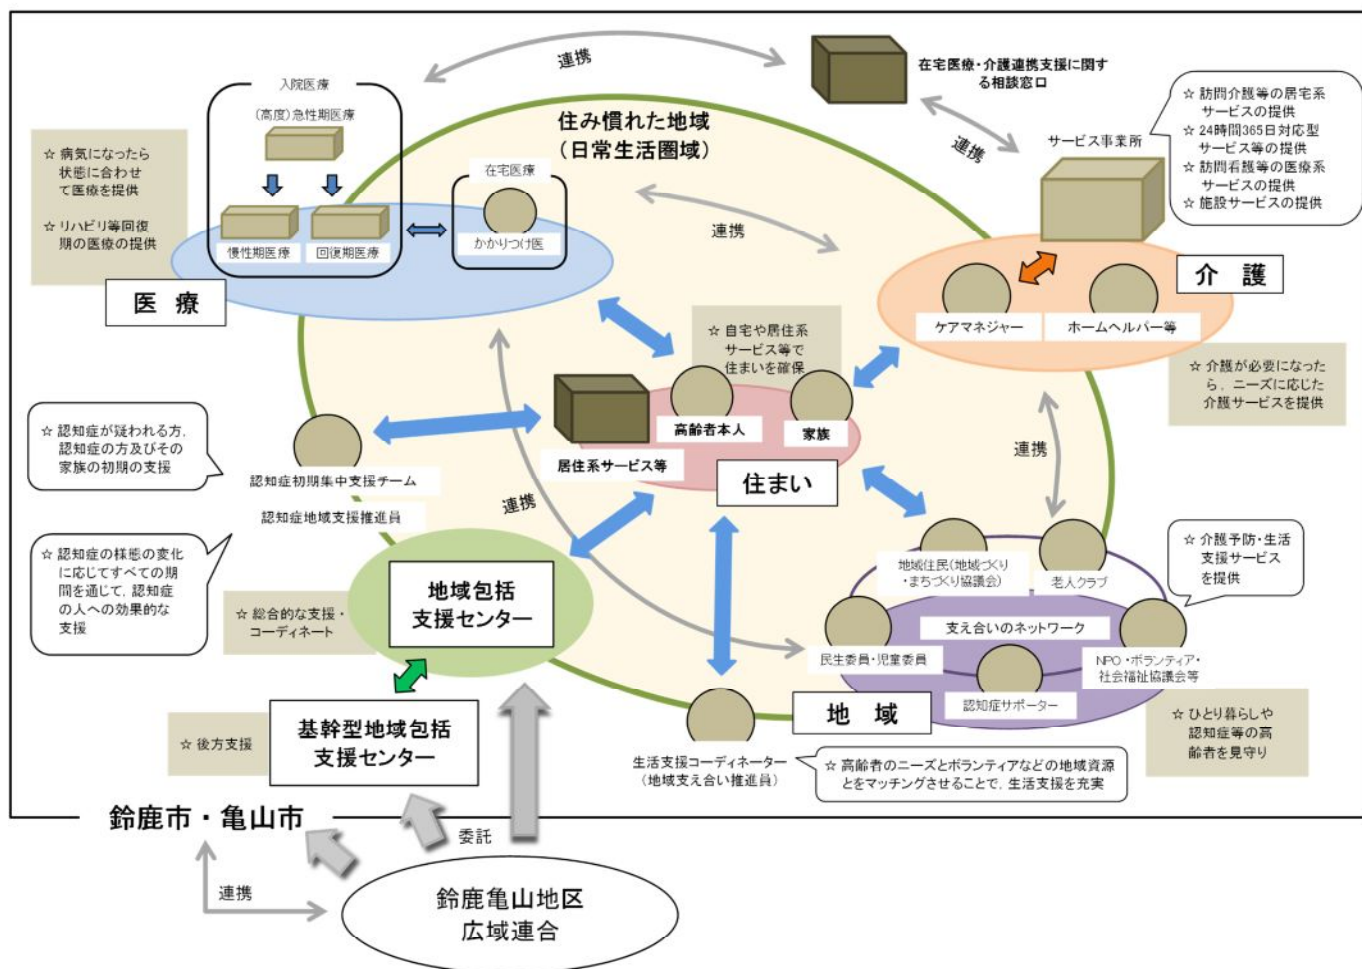 連携
在宅医療・介護連携支援に関す
る相談窓口
連携
入院医療
(高度)急性期医療
慢性期医療
回復期医療
在宅医療
かかりつけ医
☆ 病気になったら
状態に合わせ
て医療を提供
☆ リハビリ等回復
期の医療の提供
医 療
住み慣れた地域
(日常生活圏域)
連携
サービス事業所
☆ 訪問介護等の居宅系
サービスの提供
☆ 24時間365日対応型
サービス等の提供
☆ 訪問看護等の医療系
サービスの提供
☆ 施設サービスの提供
介 護
ケアマネジャー
ホームヘルパー等
☆ 介護が必要になった
ら，ニーズに応じた
介護サービスを提供
☆ 自宅や居住系
サービス等で
住まいを確保
高齢者本人
家族
居住系サービス等
住まい
☆ 認知症が疑われる方，
認知症の方及びその
家族の初期の支援
認知症初期集中支援チーム
認知症地域支援推進員
☆ 認知症の様態の変化
に応じてすべての期
間を通じて，認知症
の人への効果的な
支援
連携
連携
地域包括
支援センター
☆ 総合的な支援・
コーディネート
基幹型地域包括
支援センター
☆ 後方支援
地域住民(地域づくり
・まちづくり協議会)
老人クラブ
☆ 介護予防・生活
支援サービス
を提供
支え合いのネットワーク
民生委員・児童委員
NPO・ボランティア・
社会福祉協議会等
認知症サポーター
地 域
☆ ひとり暮らしや
認知症等の高
齢者を見守り
生活支援コーディネーター
(地域支え合い推進員)
☆ 高齢者のニーズとボランティアなどの地域資源
とをマッチングさせることで，生活支援を充実
鈴鹿市・亀山市
委託
連携
鈴鹿亀山地区
広域連合